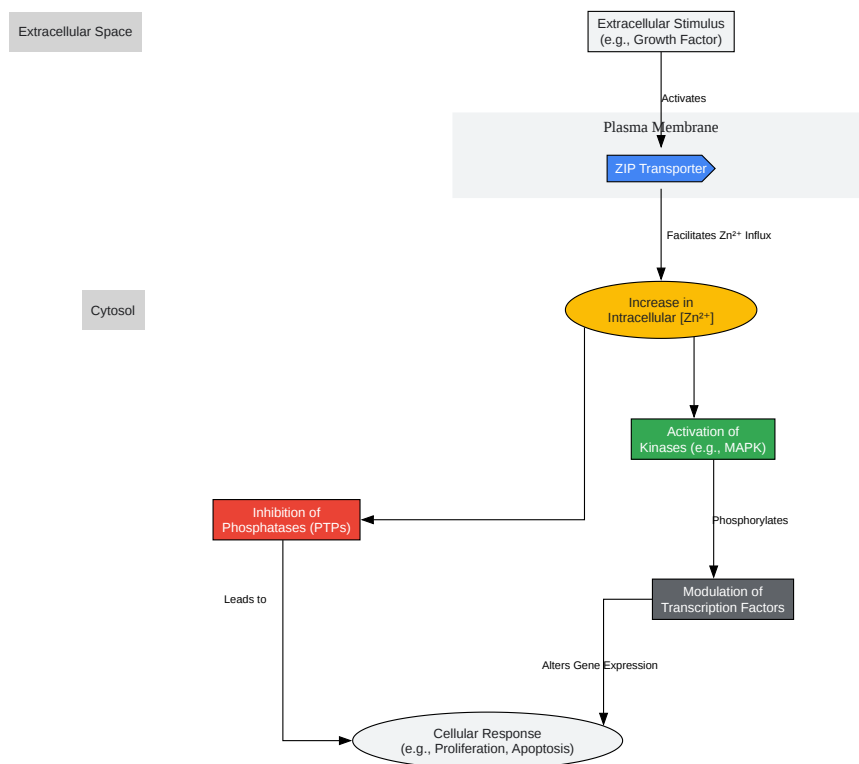 Extracellular Space
Extracellular Stimulus
(e.g., Growth Factor)
Activates
Plasma Membrane
ZIP Transporter
Facilitates Zn²⁺ Influx
Cytosol
Increase in
Intracellular [Zn²⁺]
Activation of
Kinases (e.g., MAPK)
Inhibition of
Phosphatases (PTPs)
Phosphorylates
Leads to
Modulation of
Transcription Factors
Alters Gene Expression
Cellular Response
(e.g., Proliferation, Apoptosis)